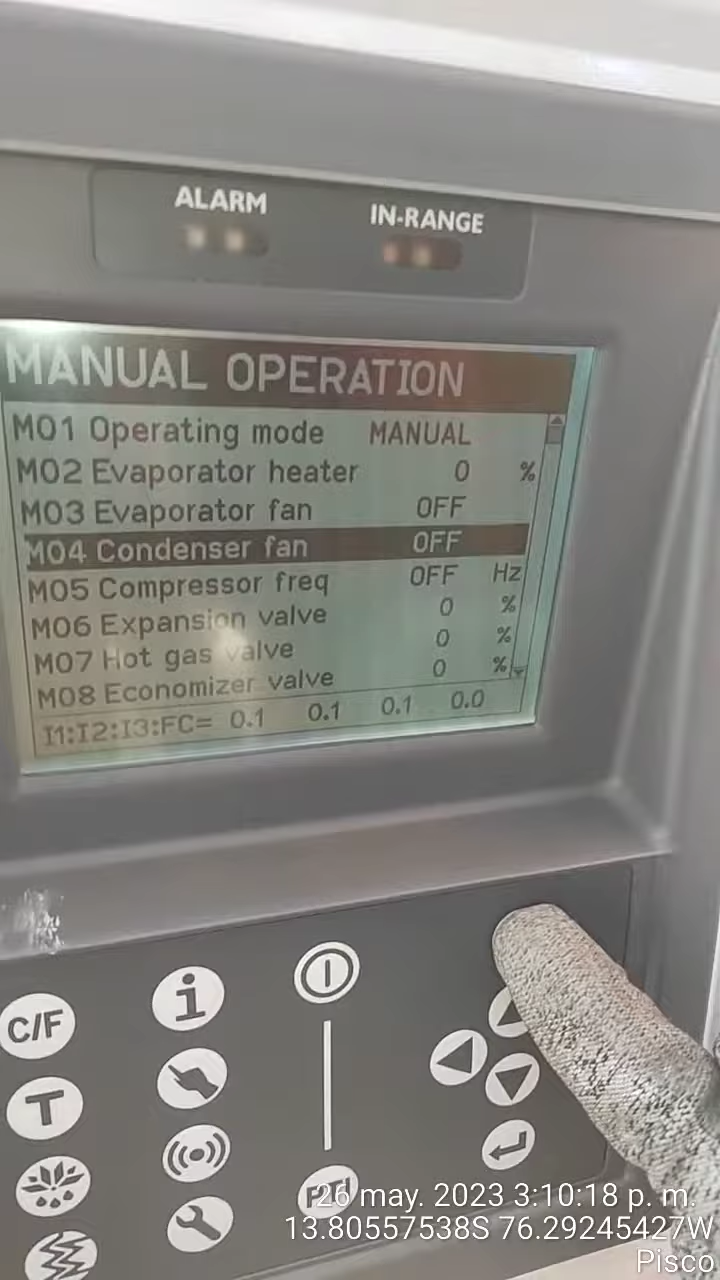 ALARM
IN-RANGE
MANUAL OPERATION
M01 Operating mode MANUAL
M02 Evaporator heater 0 %
M03 Evaporator fan OFF
M04 Condenser fan OFF
M05 Compressor freq OFF Hz
M06 Expansion valve 0 %
M07 Hot gas valve 0 %
M08 Economizer valve 0 %
I1:I2:I3:FC= 0.1 0.1 0.1 0.0
C/F
i
T
PTI
26 may. 2023 3:10:18 p. m.
13.80557538S 76.29245427W
Pisco